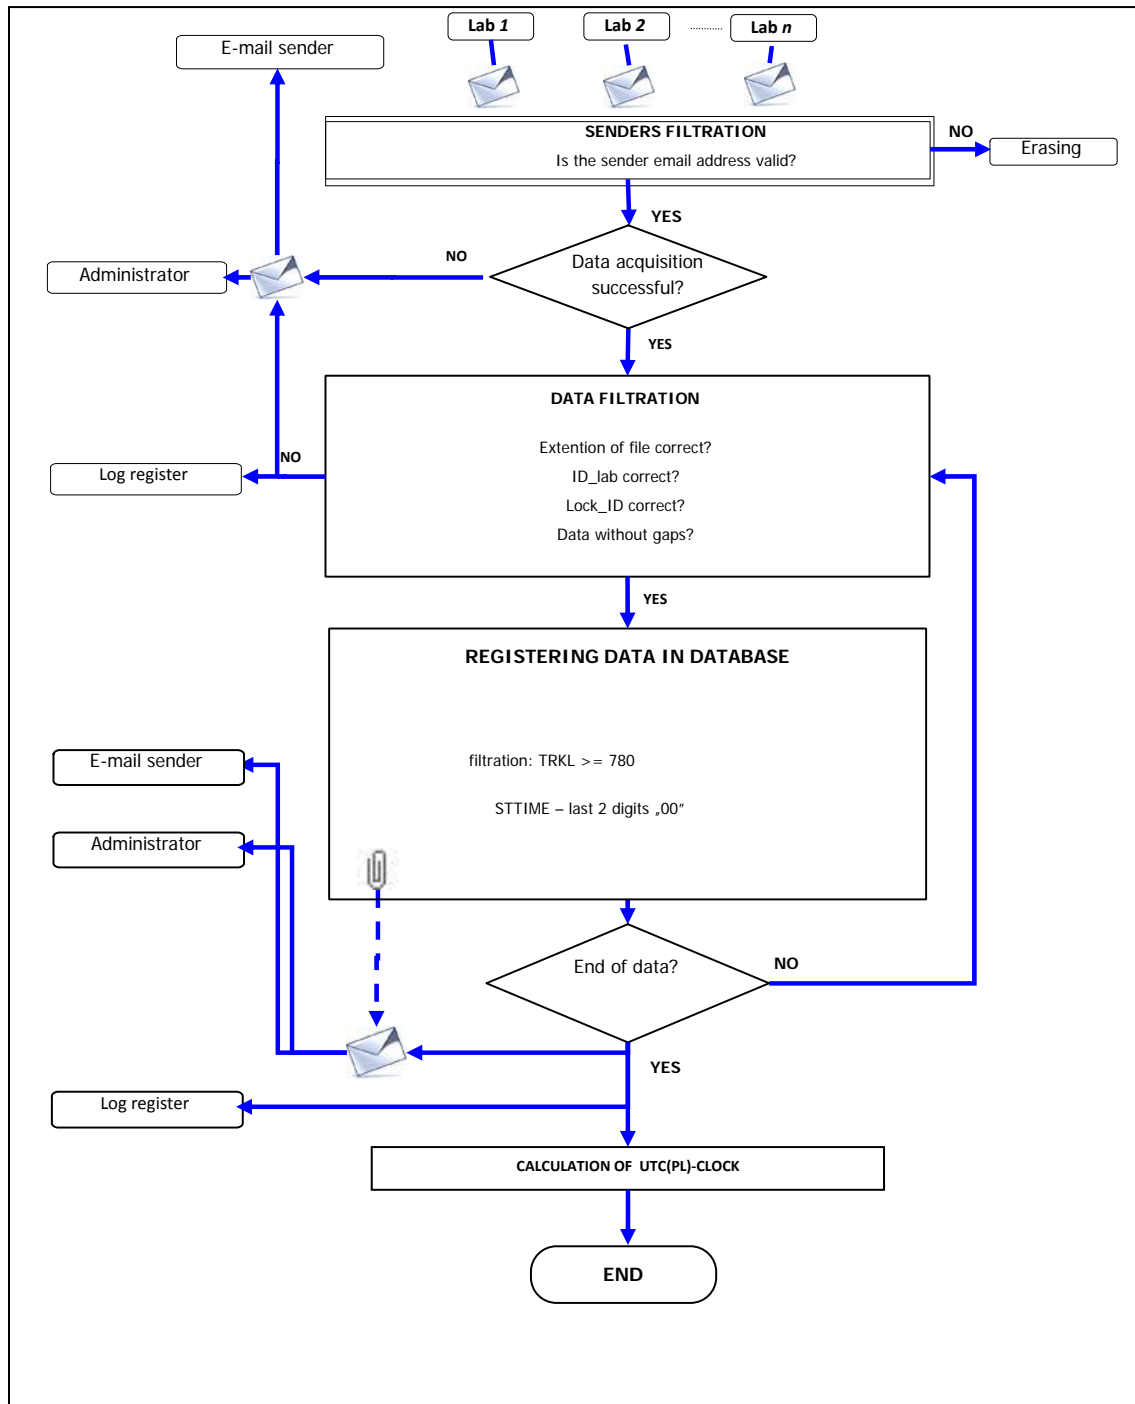 Lab 1
Lab 2
............
Lab n
E-mail sender
SENDERS FILTRATION
Is the sender email address valid?
NO
Erasing
YES
Data acquisition
successful?
NO
Administrator
YES
DATA FILTRATION
Extention of file correct?
ID_lab correct?
Lock_ID correct?
Data without gaps?
NO
Log register
YES
REGISTERING DATA IN DATABASE
filtration: TRKL >= 780
STTIME – last 2 digits „00”
E-mail sender
Administrator
End of data?
NO
YES
Log register
CALCULATION OF UTC(PL)-CLOCK
END